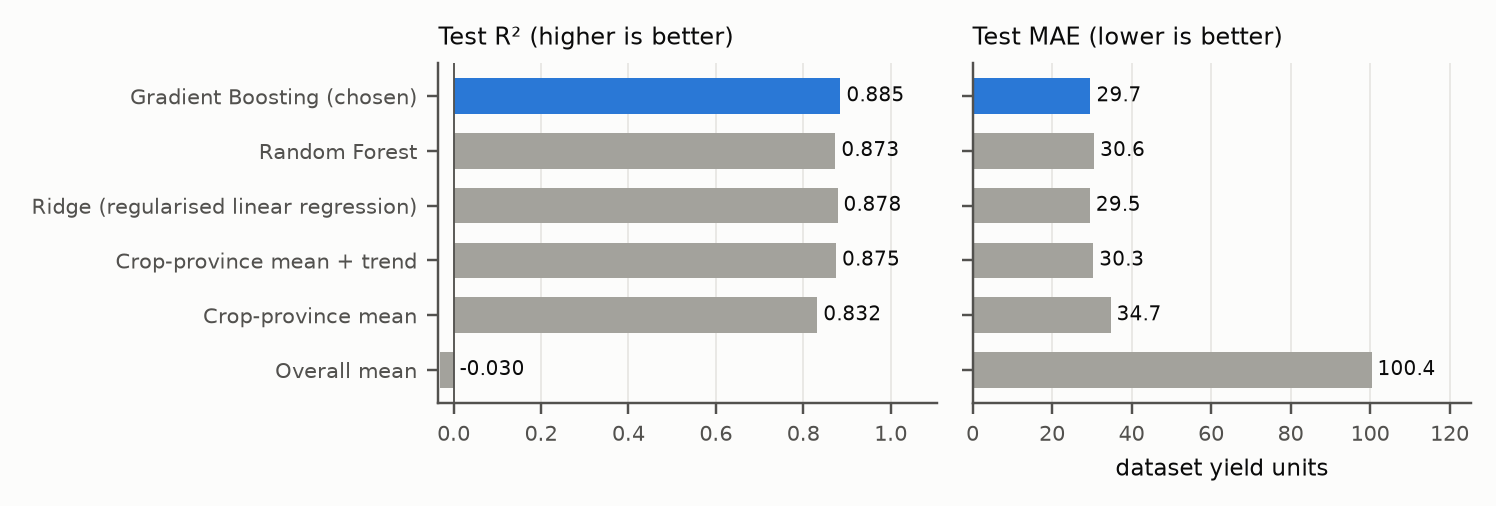 Test R² (higher is better)
Gradient Boosting (chosen)
0.885
Random Forest
0.873
Ridge (regularised linear regression)
0.878
Crop-province mean + trend
0.875
Crop-province mean
0.832
Overall mean
-0.030
0.0 0.2 0.4 0.6 0.8 1.0
Test MAE (lower is better)
29.7
30.6
29.5
30.3
34.7
100.4
0 20 40 60 80 100 120
dataset yield units